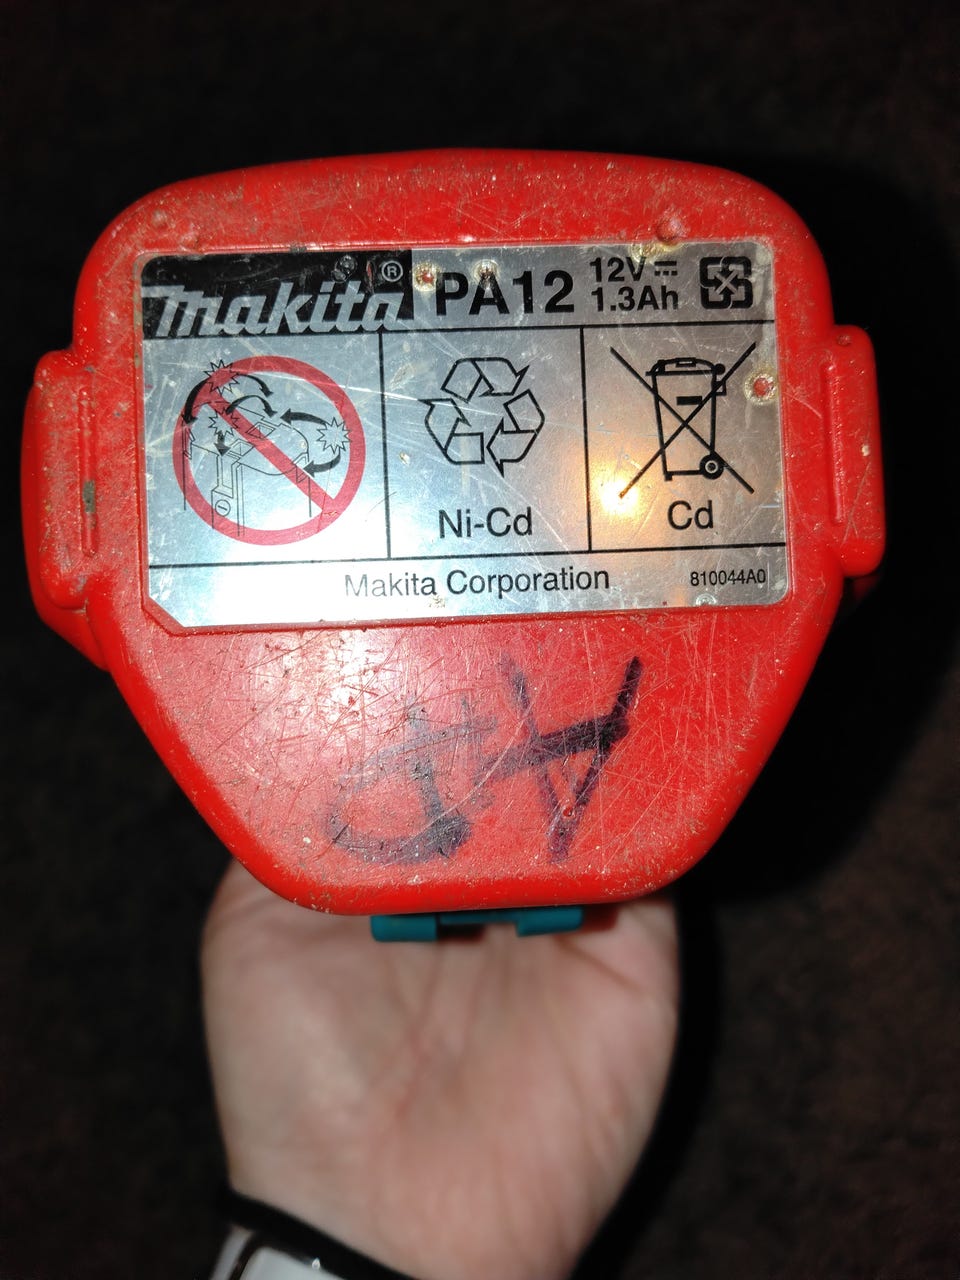 makita® PA12 12V⎓ 1.3Ah
Ni-Cd
Cd
Makita Corporation 810044A0